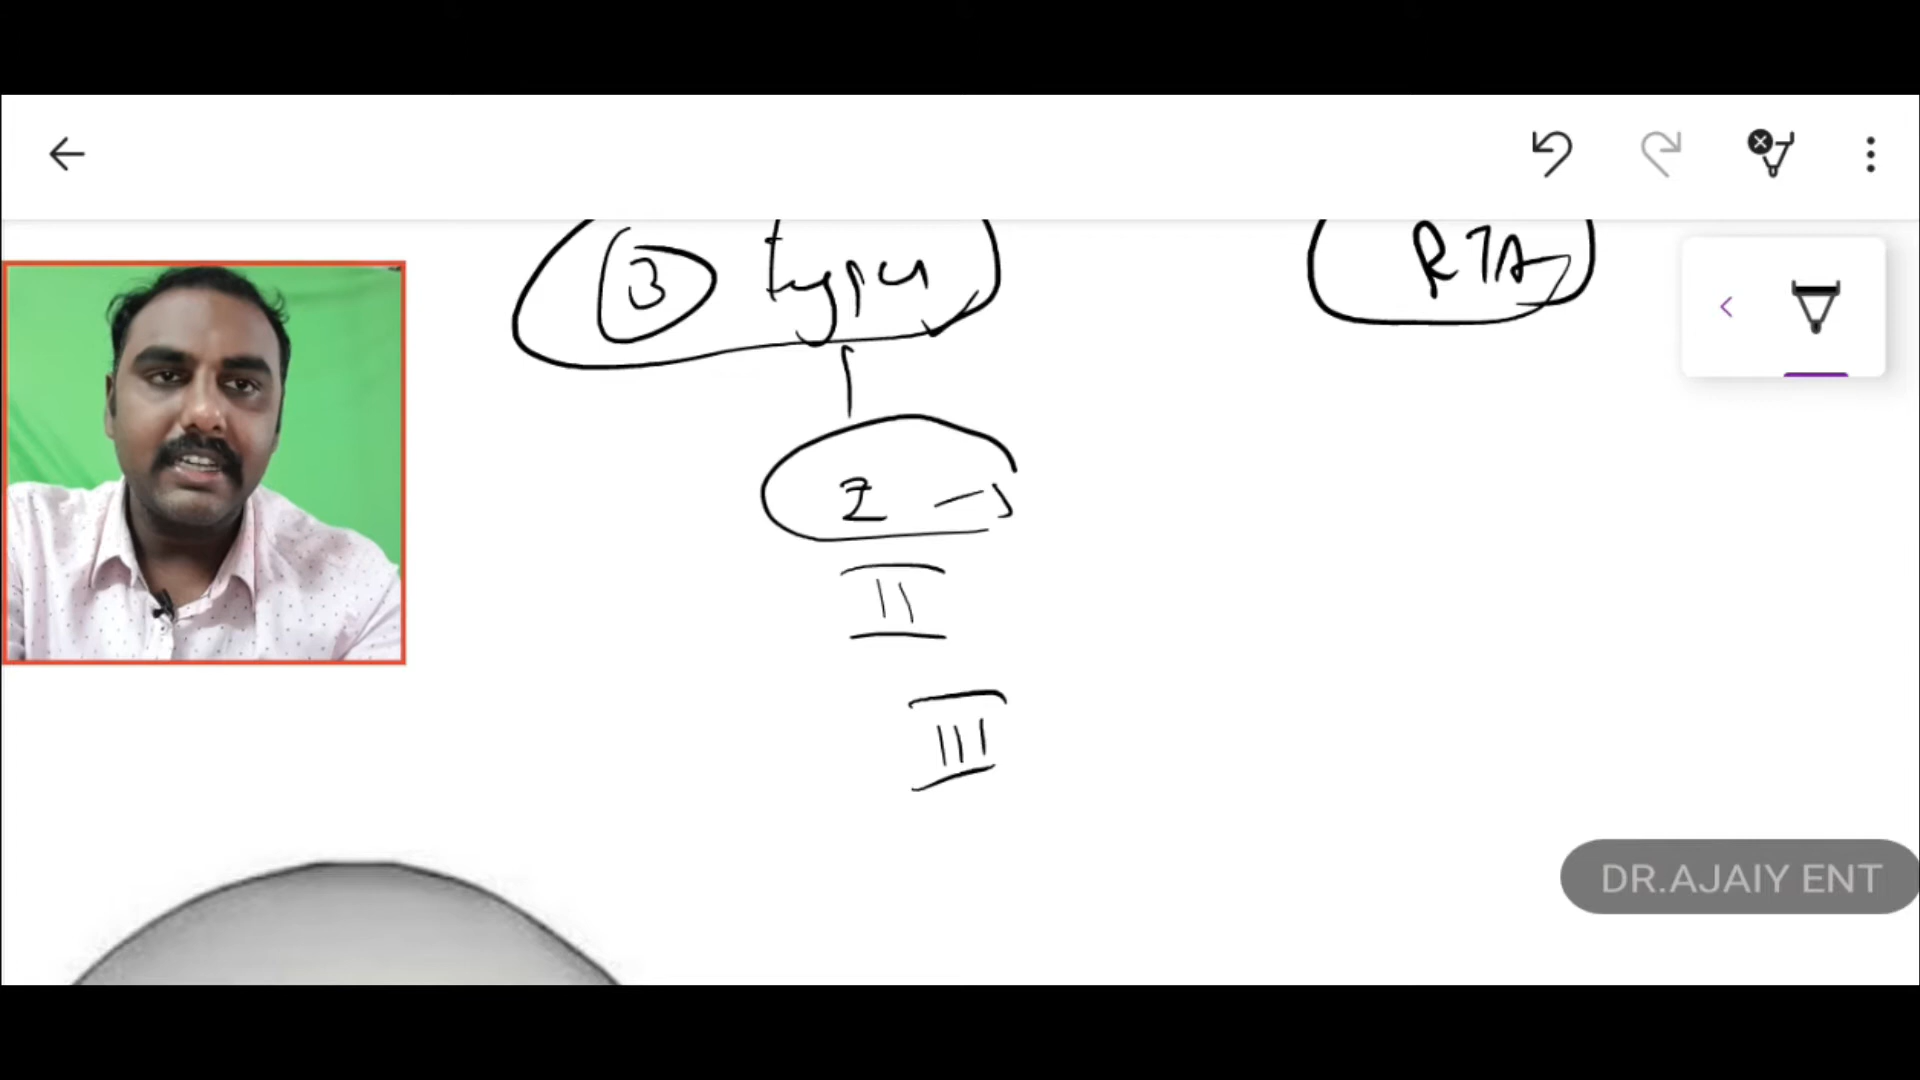 3 types RTA
I →
II
III
DR.AJAIY ENT